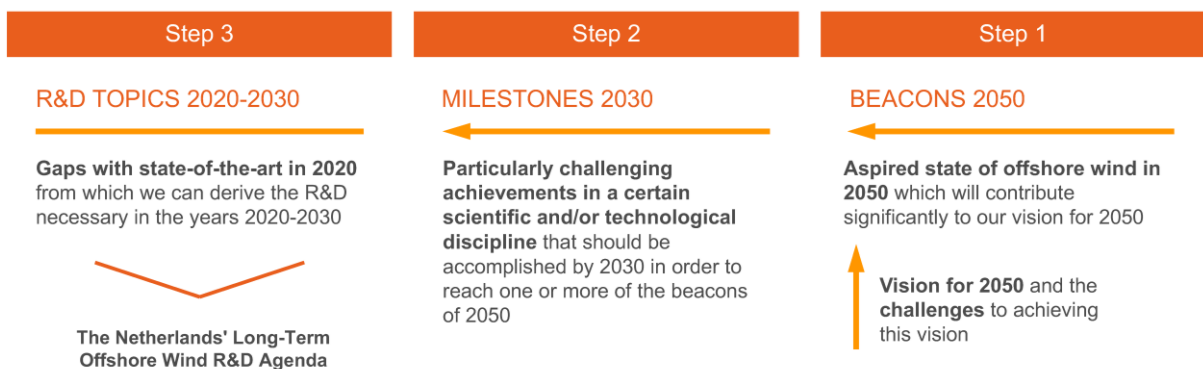 Step 3
R&D TOPICS 2020-2030
Gaps with state-of-the-art in 2020
from which we can derive the R&D
necessary in the years 2020-2030
The Netherlands' Long-Term
Offshore Wind R&D Agenda
Step 2
MILESTONES 2030
Particularly challenging
achievements in a certain
scientific and/or technological
discipline that should be
accomplished by 2030 in order to
reach one or more of the beacons
of 2050
Step 1
BEACONS 2050
Aspired state of offshore wind in
2050 which will contribute
significantly to our vision for 2050
Vision for 2050 and the
challenges to achieving
this vision